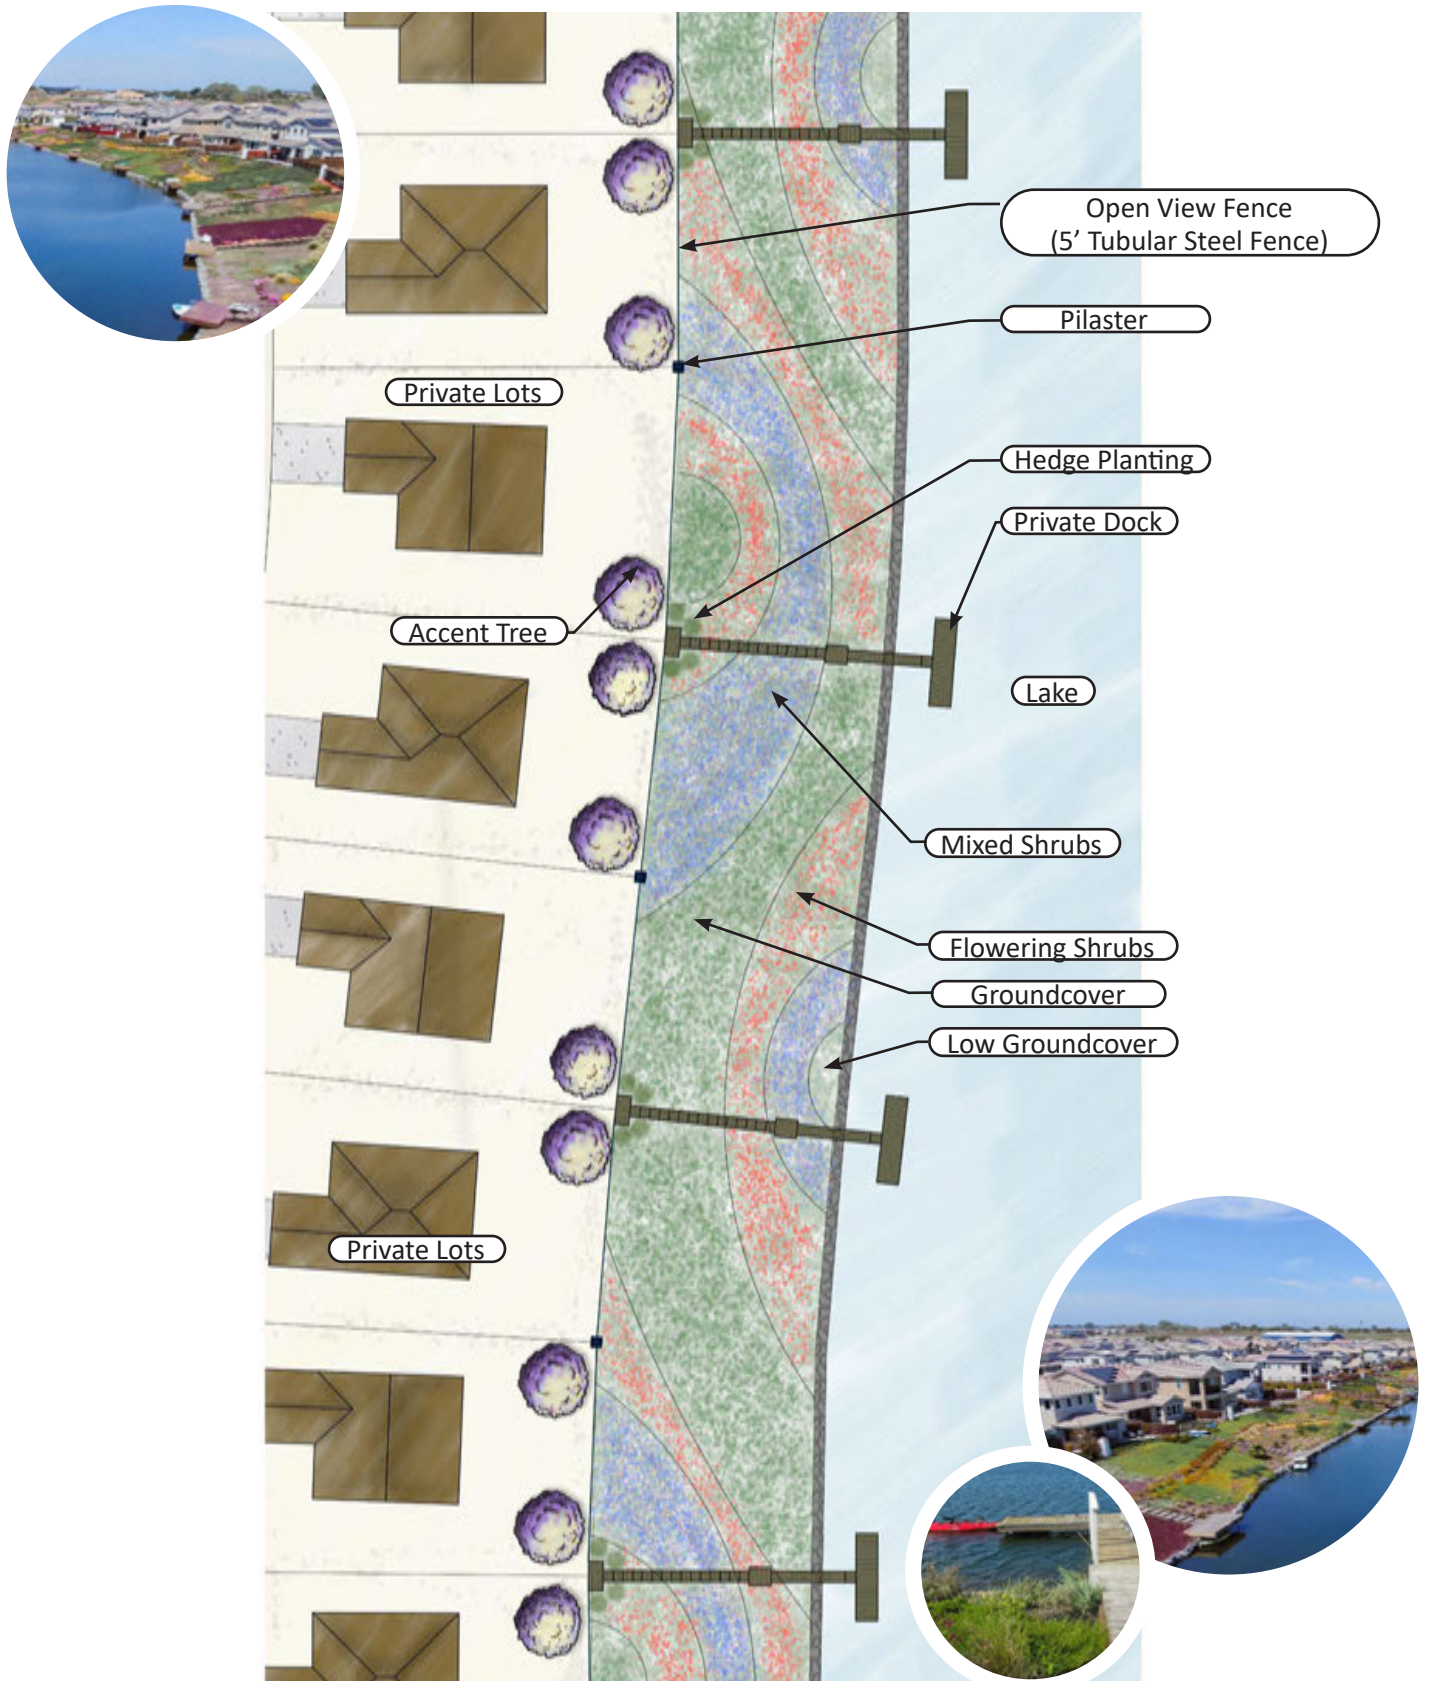 Open View Fence
(5’ Tubular Steel Fence)
Pilaster
Private Lots
Hedge Planting
Private Dock
Accent Tree
Lake
Mixed Shrubs
Flowering Shrubs
Groundcover
Low Groundcover
Private Lots